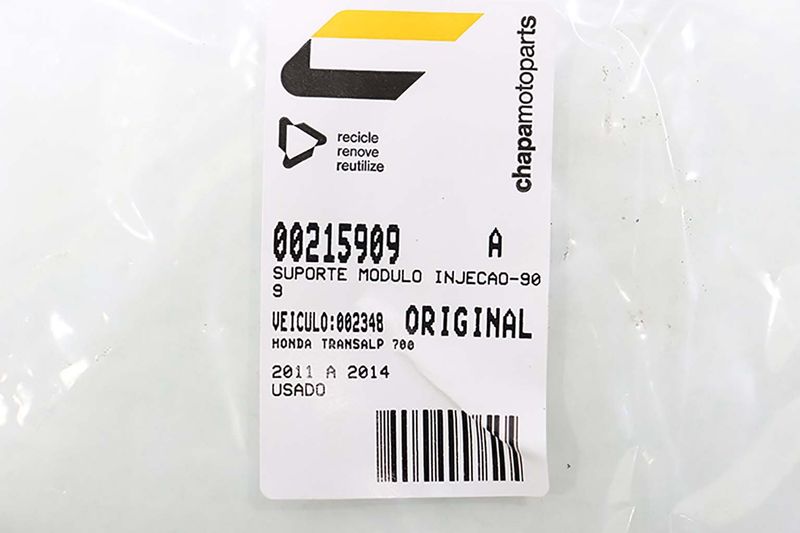 chapamotoparts
recicle
renove
reutilize
00215909 A
SUPORTE MODULO INJECAO-90
9
VEICULO:002348 ORIGINAL
HONDA TRANSALP 700
2011 A 2014
USADO